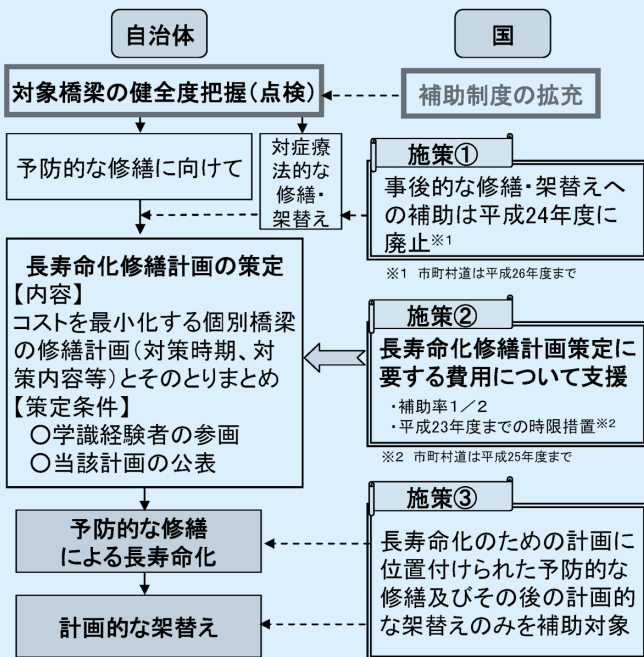 自治体
国
対象橋梁の健全度把握(点検)
補助制度の拡充
予防的な修繕に向けて
対症療
法的な
修繕・
架替え
施策①
事後的な修繕・架替えへ
の補助は平成24年度に
廃止※1
※1 市町村道は平成26年度まで
長寿命化修繕計画の策定
【内容】
コストを最小化する個別橋梁
の修繕計画(対策時期、対
策内容等)とそのとりまとめ
【策定条件】
○学識経験者の参画
○当該計画の公表
施策②
長寿命化修繕計画策定に
要する費用について支援
・補助率1/2
・平成23年度までの時限措置※2
※2 市町村道は平成25年度まで
予防的な修繕
による長寿命化
計画的な架替え
施策③
長寿命化のための計画に
位置付けられた予防的な
修繕及びその後の計画的
な架替えのみを補助対象